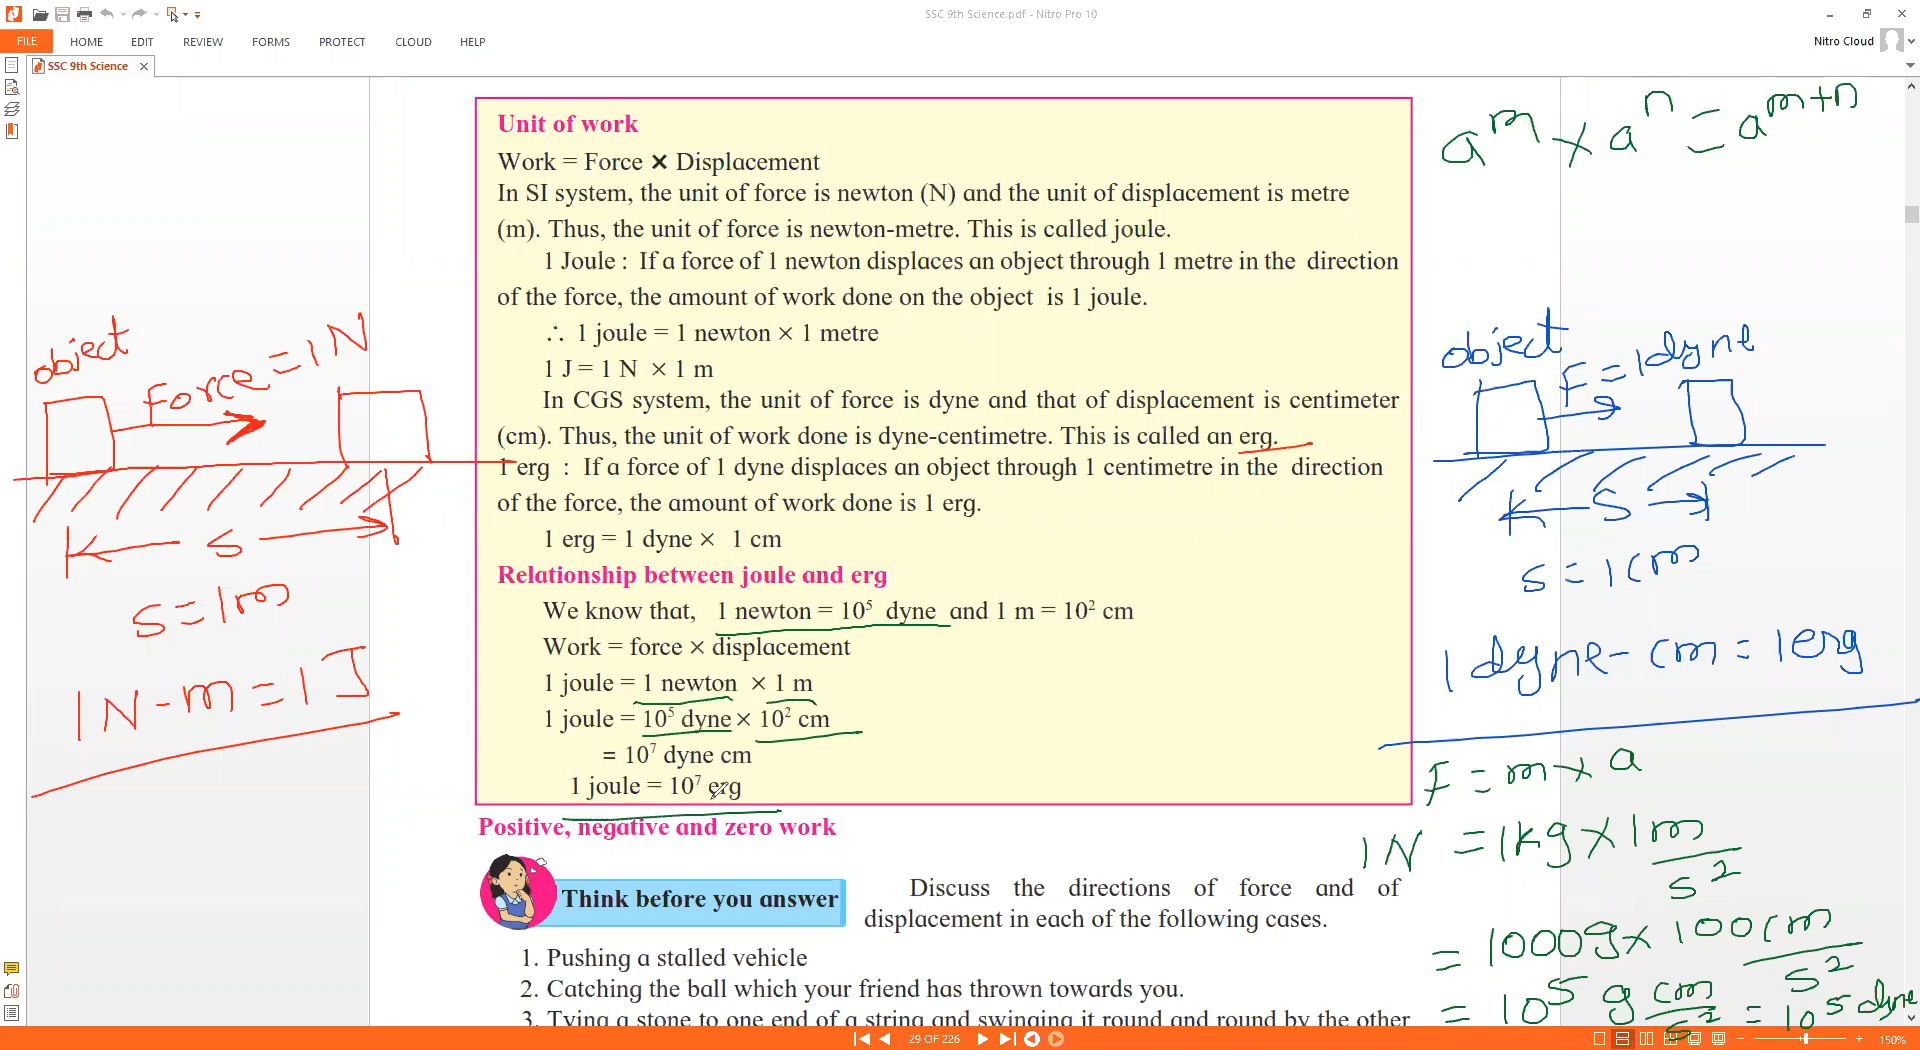 SSC 9th Science.pdf - Nitro Pro 10
FILE HOME EDIT REVIEW FORMS PROTECT CLOUD HELP
Nitro Cloud
SSC 9th Science
Unit of work
Work = Force × Displacement
In SI system, the unit of force is newton (N) and the unit of displacement is metre
(m). Thus, the unit of force is newton-metre. This is called joule.
1 Joule : If a force of 1 newton displaces an object through 1 metre in the direction
of the force, the amount of work done on the object is 1 joule.
∴ 1 joule = 1 newton × 1 metre
1 J = 1 N × 1 m
In CGS system, the unit of force is dyne and that of displacement is centimeter
(cm). Thus, the unit of work done is dyne-centimetre. This is called an erg.
1 erg : If a force of 1 dyne displaces an object through 1 centimetre in the direction
of the force, the amount of work done is 1 erg.
1 erg = 1 dyne × 1 cm
Relationship between joule and erg
We know that, 1 newton = 10⁵ dyne and 1 m = 10² cm
Work = force × displacement
1 joule = 1 newton × 1 m
1 joule = 10⁵ dyne × 10² cm
= 10⁷ dyne cm
1 joule = 10⁷ erg
Positive, negative and zero work
Think before you answer
Discuss the directions of force and of
displacement in each of the following cases.
1. Pushing a stalled vehicle
2. Catching the ball which your friend has thrown towards you.
3. Tying a stone to one end of a string and swinging it round and round by the other
object
Force = 1N
s
s = 1m
1N-m = 1J
aᵐ × aⁿ = aᵐ⁺ⁿ
object
F = 1dyne
s
s = 1cm
1 dyne-cm = 1erg
F = m × a
1N = 1kg × 1m/s²
= 1000g × 100cm/s²
= 10⁵ g cm/s² = 10⁵ dyne
29 OF 226
150%